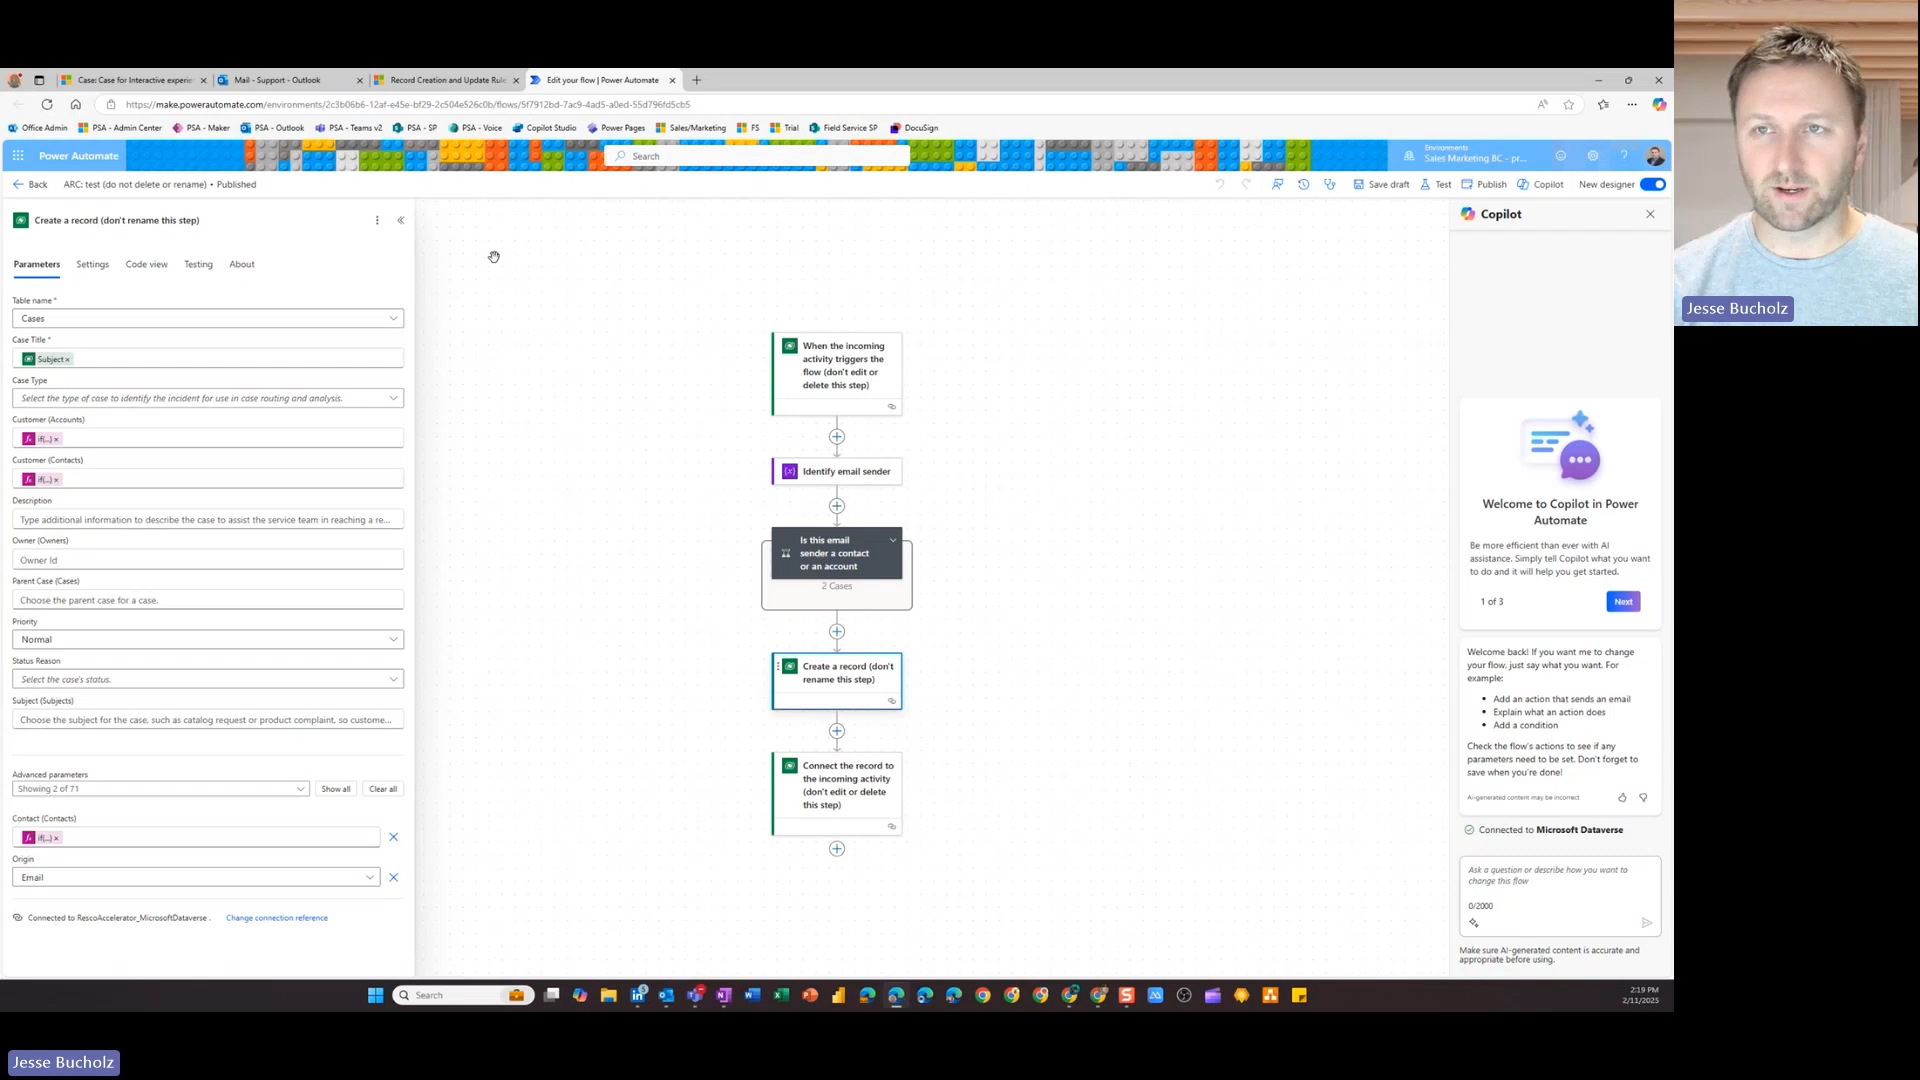 Case: Case for Interactive experie
Mail - Support - Outlook
Record Creation and Update Rule
Edit your flow | Power Automate
https://make.powerautomate.com/environments/2c3b06b6-12af-e45e-bf29-2c504e526c0b/flows/5f7912bd-7ac9-4ad5-a0ed-55d796fd5cb5
Office Admin
PSA - Admin Center
PSA - Maker
PSA - Outlook
PSA - Teams v2
PSA - SP
PSA - Voice
Copilot Studio
Power Pages
Sales/Marketing
FS
Trial
Field Service SP
DocuSign
Power Automate
Search
Environments
Sales Marketing BC - pr...
Back
ARC: test (do not delete or rename) • Published
Save draft
Test
Publish
Copilot
New designer
Create a record (don't rename this step)
Parameters
Settings
Code view
Testing
About
Table name *
Cases
Case Title *
Subject ×
Case Type
Select the type of case to identify the incident for use in case routing and analysis.
Customer (Accounts)
fx if(...) ×
Customer (Contacts)
fx if(...) ×
Description
Type additional information to describe the case to assist the service team in reaching a re...
Owner (Owners)
Owner Id
Parent Case (Cases)
Choose the parent case for a case.
Priority
Normal
Status Reason
Select the case's status.
Subject (Subjects)
Choose the subject for the case, such as catalog request or product complaint, so custome...
Advanced parameters
Showing 2 of 71
Show all
Clear all
Contact (Contacts)
fx if(...) ×
Origin
Email
Connected to RescoAccelerator_MicrosoftDataverse .
Change connection reference
When the incoming
activity triggers the
flow (don't edit or
delete this step)
Identify email sender
Is this email
sender a contact
or an account
2 Cases
Create a record (don't
rename this step)
Connect the record to
the incoming activity
(don't edit or delete
this step)
Copilot
Welcome to Copilot in Power
Automate
Be more efficient than ever with AI
assistance. Simply tell Copilot what you want
to do and it will help you get started.
1 of 3
Next
Welcome back! If you want me to change
your flow, just say what you want. For
example:
• Add an action that sends an email
• Explain what an action does
• Add a condition
Check the flow's actions to see if any
parameters need to be set. Don't forget to
save when you're done!
AI-generated content may be incorrect
Connected to Microsoft Dataverse
Ask a question or describe how you want to
change this flow
0/2000
Make sure AI-generated content is accurate and
appropriate before using.
Search
2:19 PM
2/11/2025
Jesse Bucholz
Jesse Bucholz